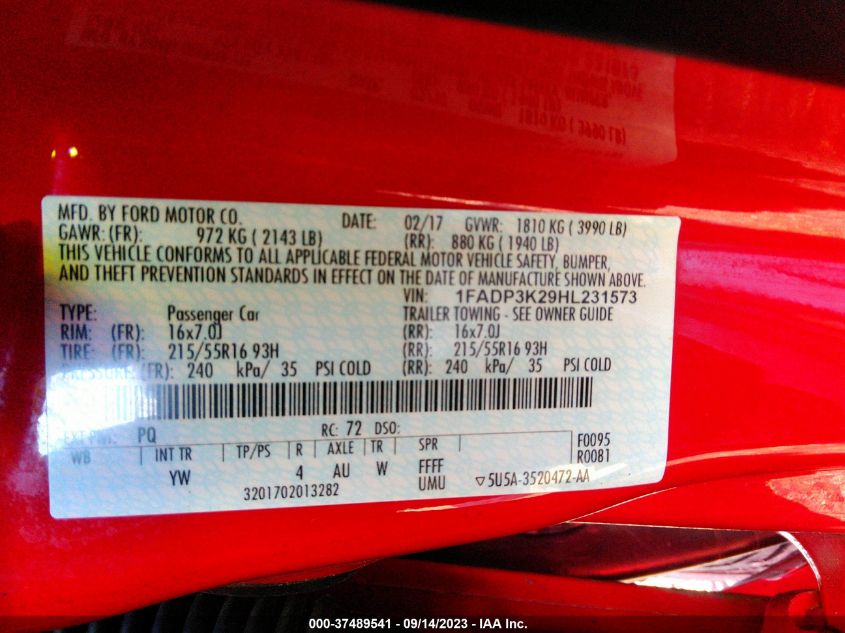 MFD. BY FORD MOTOR CO. DATE: 02/17 GVWR: 1810 KG ( 3990 LB)
GAWR: (FR): 972 KG ( 2143 LB) (RR): 880 KG ( 1940 LB)
THIS VEHICLE CONFORMS TO ALL APPLICABLE FEDERAL MOTOR VEHICLE SAFETY, BUMPER,
AND THEFT PREVENTION STANDARDS IN EFFECT ON THE DATE OF MANUFACTURE SHOWN ABOVE.
VIN: 1FADP3K29HL231573
TYPE: Passenger Car TRAILER TOWING - SEE OWNER GUIDE
RIM: (FR): 16x7.0J (RR): 16x7.0J
TIRE: (FR): 215/55R16 93H (RR): 215/55R16 93H
(FR): 240 kPa/ 35 PSI COLD (RR): 240 kPa/ 35 PSI COLD
EXT PNT: PQ RC: 72 DSO: F0095
WB INT TR TP/PS R AXLE TR SPR R0081
YW 4 AU W FFFF
UMU ▽5U5A-3520472-AA
3201702013282
000-37489541 - 09/14/2023 - IAA Inc.